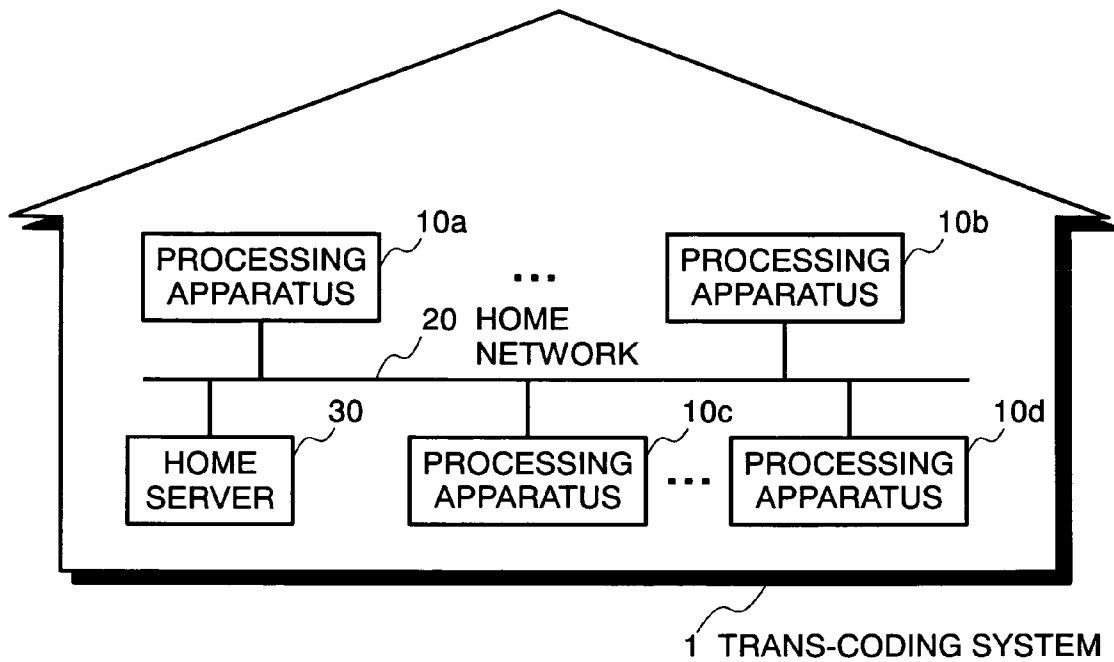 10a
PROCESSING
APPARATUS
...
10b
PROCESSING
APPARATUS
20 HOME
NETWORK
30
HOME
SERVER
10c
PROCESSING
APPARATUS
...
10d
PROCESSING
APPARATUS
1 TRANS-CODING SYSTEM